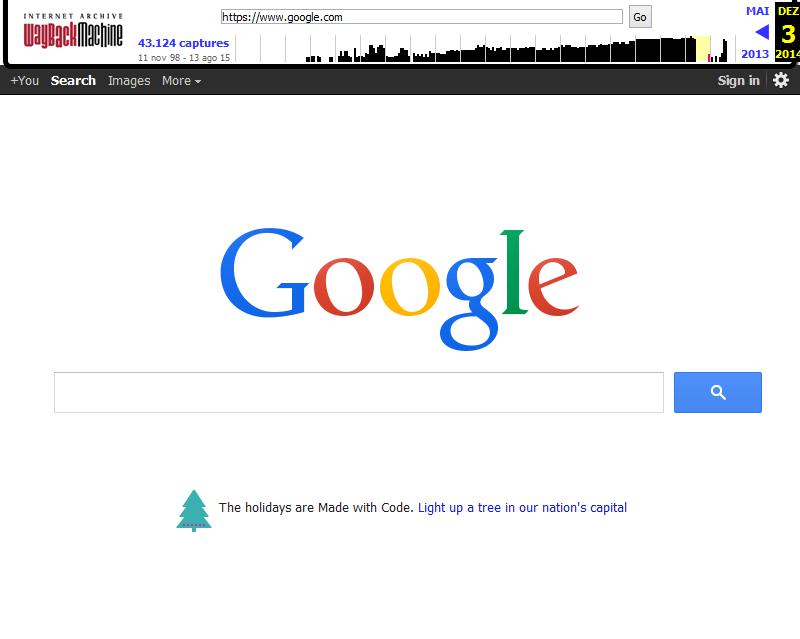 INTERNET ARCHIVE
WayBackMachine
https://www.google.com
Go
43.124 captures
11 nov 98 - 13 ago 15
MAI
2013
DEZ
3
2014
+You Search Images More
Sign in
Google
The holidays are Made with Code. Light up a tree in our nation's capital